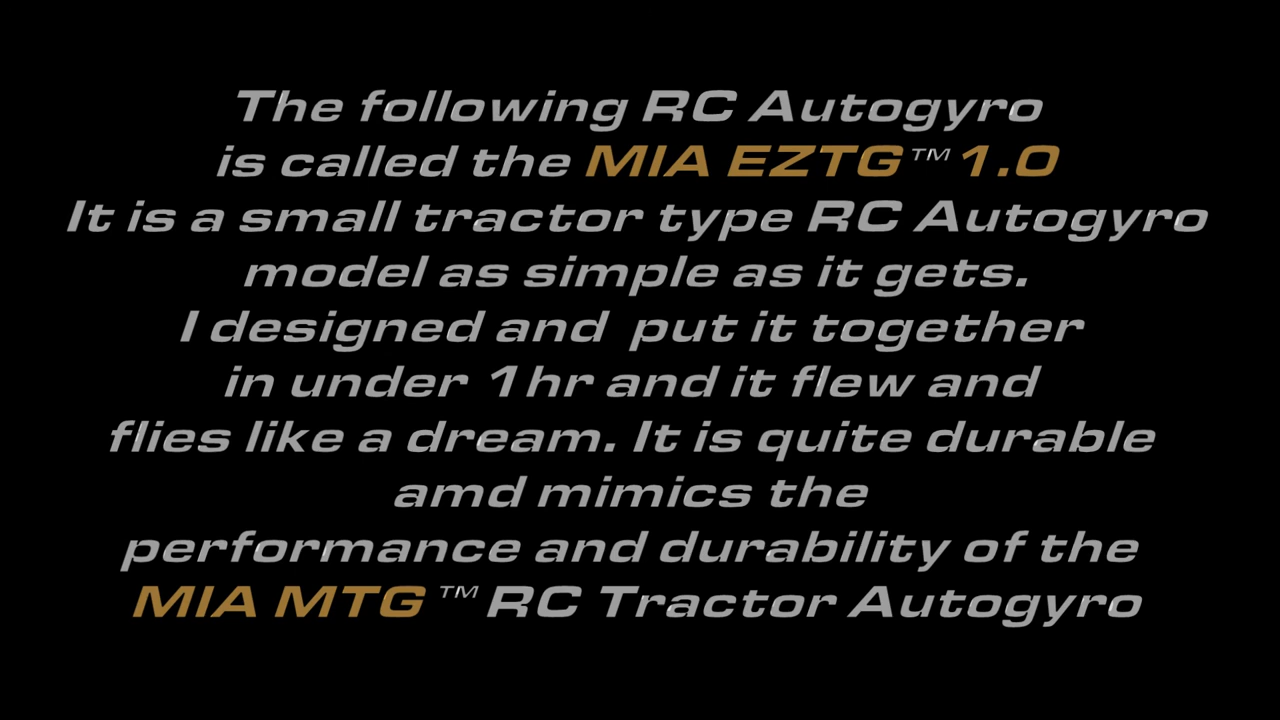 The following RC Autogyro
is called the MIA EZTG™ 1.0
It is a small tractor type RC Autogyro
model as simple as it gets.
I designed and put it together
in under 1hr and it flew and
flies like a dream. It is quite durable
amd mimics the
performance and durability of the
MIA MTG™ RC Tractor Autogyro